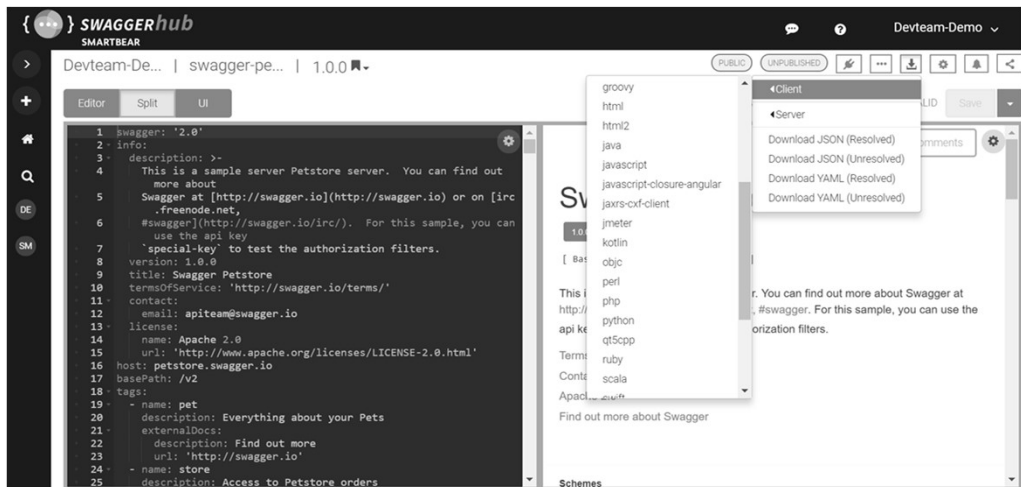 {···} SWAGGERhub
SMARTBEAR
Devteam-Demo
Devteam-De... | swagger-pe... | 1.0.0
PUBLIC UNPUBLISHED
Editor Split UI
Save
1 swagger: '2.0'
2 info:
3 description: >-
4 This is a sample server Petstore server. You can find out
more about
5 Swagger at [http://swagger.io](http://swagger.io) or on [irc
.freenode.net,
6 #swagger](http://swagger.io/irc/). For this sample, you can
use the api key
7 `special-key` to test the authorization filters.
8 version: 1.0.0
9 title: Swagger Petstore
10 termsOfService: 'http://swagger.io/terms/'
11 contact:
12 email: apiteam@swagger.io
13 license:
14 name: Apache 2.0
15 url: 'http://www.apache.org/licenses/LICENSE-2.0.html'
16 host: petstore.swagger.io
17 basePath: /v2
18 tags:
19 - name: pet
20 description: Everything about your Pets
21 externalDocs:
22 description: Find out more
23 url: 'http://swagger.io'
24 - name: store
25 description: Access to Petstore orders
DE
SM
groovy
html
html2
java
javascript
javascript-closure-angular
jaxrs-cxf-client
jmeter
kotlin
objc
perl
php
python
qt5cpp
ruby
scala
swift
Client
Server
Download JSON (Resolved)
Download JSON (Unresolved)
Download YAML (Resolved)
Download YAML (Unresolved)
LID
mments
Sw
1.0.
[ Bas
This i
r. You can find out more about Swagger at
http://
, #swagger. For this sample, you can use the
api ke
orization filters.
Terms
Conta
Apac
Find out more about Swagger
Schemes